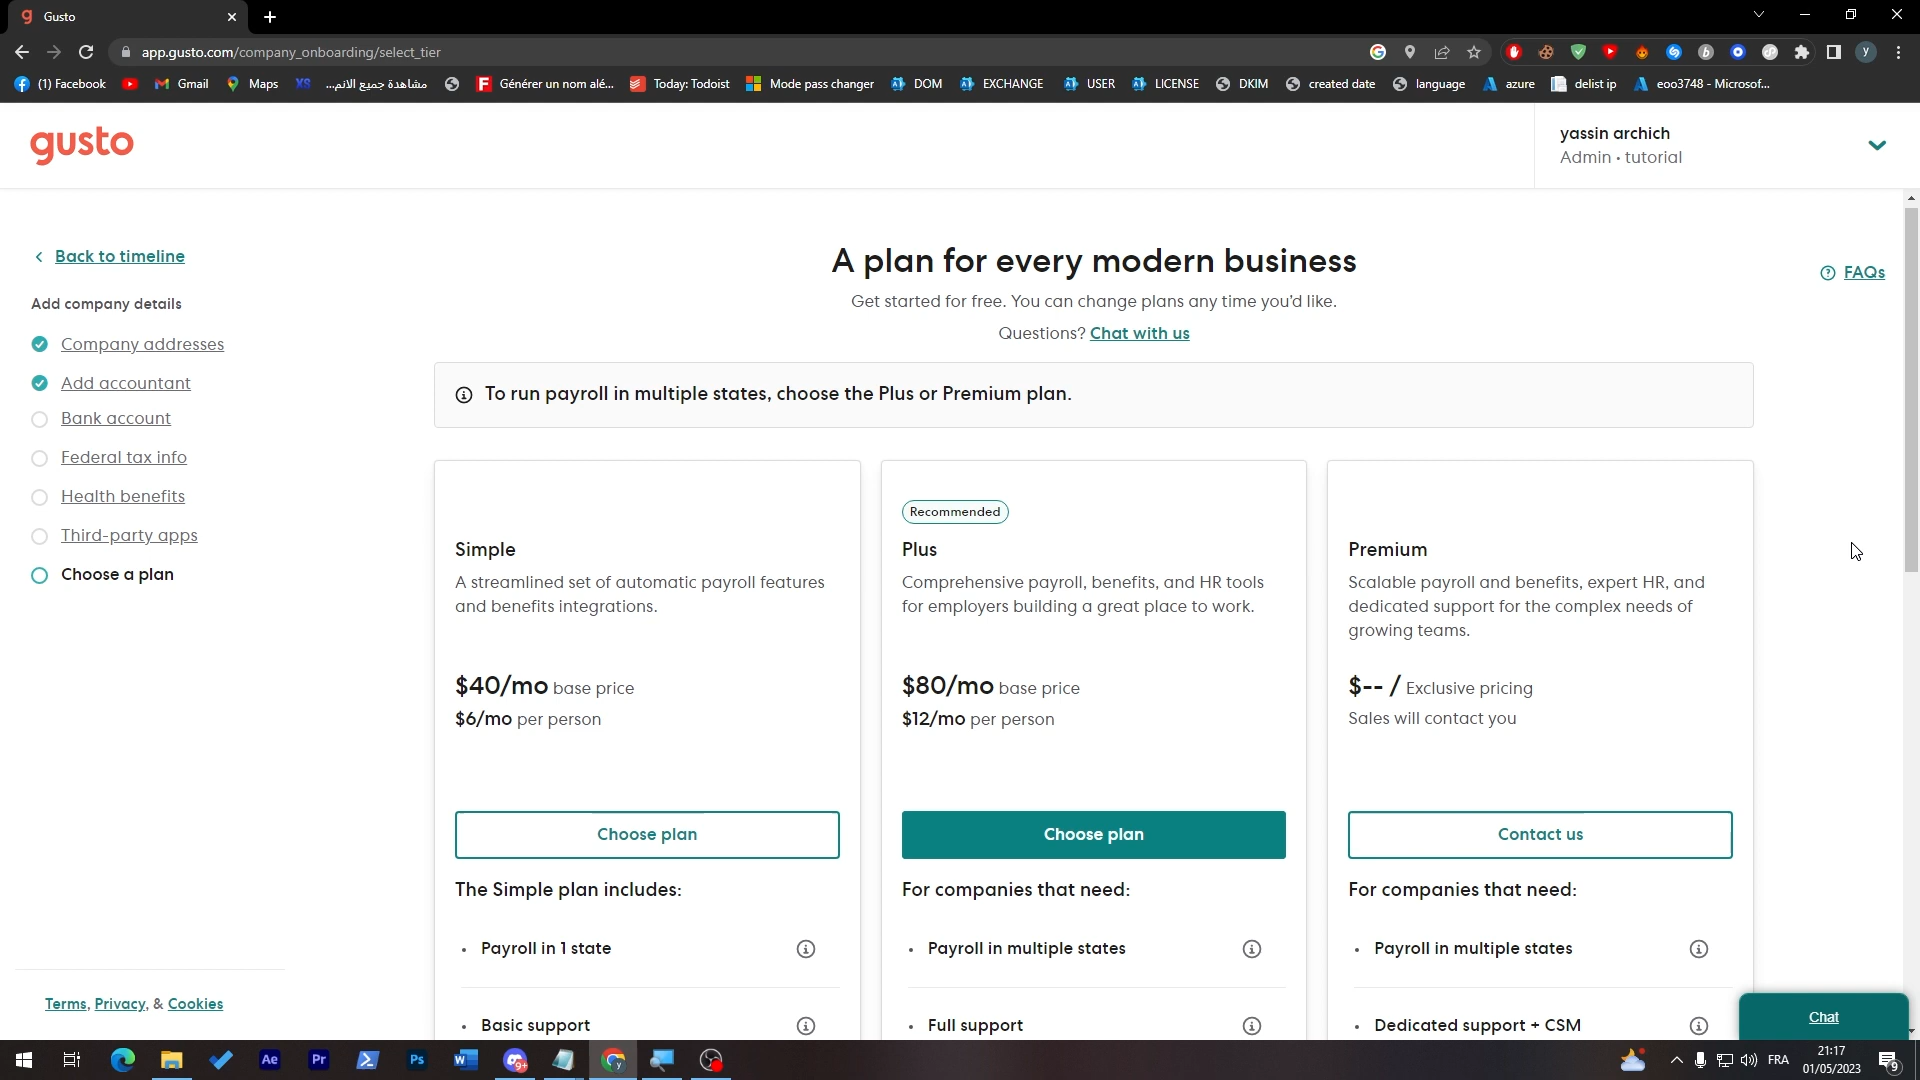 Gusto
app.gusto.com/company_onboarding/select_tier
(1) Facebook
Gmail
Maps
XS
مشاهدة جميع الانم...
Générer un nom alé...
Today: Todoist
Mode pass changer
DOM
EXCHANGE
USER
LICENSE
DKIM
created date
language
azure
delist ip
eoo3748 - Microsof...
gusto
yassin archich
Admin • tutorial
Back to timeline
Add company details
Company addresses
Add accountant
Bank account
Federal tax info
Health benefits
Third-party apps
Choose a plan
Terms, Privacy, & Cookies
A plan for every modern business
Get started for free. You can change plans any time you'd like.
Questions? Chat with us
FAQs
To run payroll in multiple states, choose the Plus or Premium plan.
Simple
A streamlined set of automatic payroll features
and benefits integrations.
$40/mo base price
$6/mo per person
Choose plan
The Simple plan includes:
• Payroll in 1 state
• Basic support
Recommended
Plus
Comprehensive payroll, benefits, and HR tools
for employers building a great place to work.
$80/mo base price
$12/mo per person
Choose plan
For companies that need:
• Payroll in multiple states
• Full support
Premium
Scalable payroll and benefits, expert HR, and
dedicated support for the complex needs of
growing teams.
$-- / Exclusive pricing
Sales will contact you
Contact us
For companies that need:
• Payroll in multiple states
• Dedicated support + CSM
Chat
Ae
Pr
Ps
FRA
21:17
01/05/2023
9